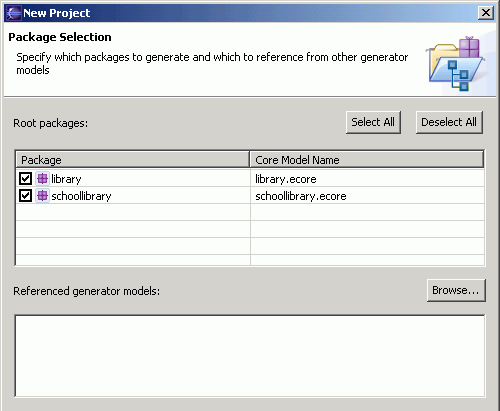 New Project
Package Selection
Specify which packages to generate and which to reference from other generator
models
Root packages:
Select All
Deselect All
Package
Core Model Name
library
library.ecore
schoollibrary
schoollibrary.ecore
Referenced generator models:
Browse...